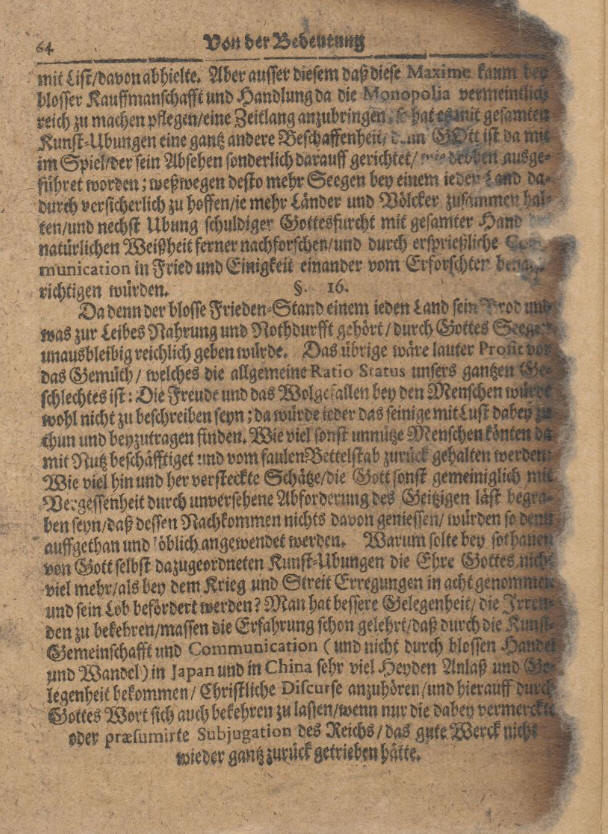 64 Von der Bedeutung
mit List/davon abhielte. Aber ausser diesem daß diese Maxime kaum bey
blosser Kauffmanschafft und Handlung da die Monopolia vermeintlich
reich zu machen pflegen/eine Zeitlang anzubringen, so hat es mit gesamten
Kunst-Ubungen eine gantz andere Beschaffenheit/ denn GOtt ist da mit
im Spiel/der sein Absehen sonderlich darauff gerichtet/ wie droben ausge-
führet worden; weßwegen desto mehr Seegen bey einem ieden Land da-
durch versicherlich zu hoffen/ie mehr Länder und Völcker zusammen hal-
ten/und nechst Ubung schuldiger Gottesfurcht mit gesamter Hand
natürlichen Weißheit ferner nachforschen/und durch ersprießliche Com-
munication in Fried und Einigkeit einander vom Erforschten
richtigen würden. §. 16.
Da denn der blosse Frieden-Stand einem ieden Land sein Brod und
was zur Leibes Nahrung und Nothdurfft gehört/durch Gottes Seegen
unausbleibig reichlich geben würde. Das übrige wäre lauter Profit vor
das Gemüth/ welches die allgemeine Ratio Status unsers gantzen Ge-
schlechtes ist: Die Freude und das Wolgefallen bey den Menschen würde
wohl nicht zu beschreiben seyn; da würde ieder das seinige mit Lust dabey zu
thun und beyzutragen finden. Wie viel sonst unnütze Menschen könten da
mit Nutz beschäfftiget und vom faulen Bettelstab zurück gehalten werden:
Wie viel hin und her versteckte Schätze/die Gott sonst gemeiniglich mit
Vergessenheit durch unversehene Abforderung des Geitzigen läst begra-
ben seyn/daß dessen Nachkommen nichts davon geniessen/ würden so denn
auffgethan und löblich angewendet werden. Warum solte bey sothanen
von Gott selbst dazugeordneten Kunst-Ubungen die Ehre Gottes nicht
viel mehr/als bey dem Krieg und Streit Erregungen in acht genommen
und sein Lob befördert werden? Man hat bessere Gelegenheit/ die Irren-
den zu bekehren/massen die Erfahrung schon gelehrt/daß durch die Kunst-
Gemeinschafft und Communication (und nicht durch blossen Handel
und Wandel) in Japan und in China sehr viel Heyden Anlaß und Ge-
legenheit bekommen/ Christliche Discurse anzuhören/und hierauff durch
Gottes Wort sich auch bekehren zu lassen/wenn nur die dabey vermerckte
oder præsumirte Subjugation des Reichs/das gute Werck nicht
wieder gantz zurück getrieben hätte.